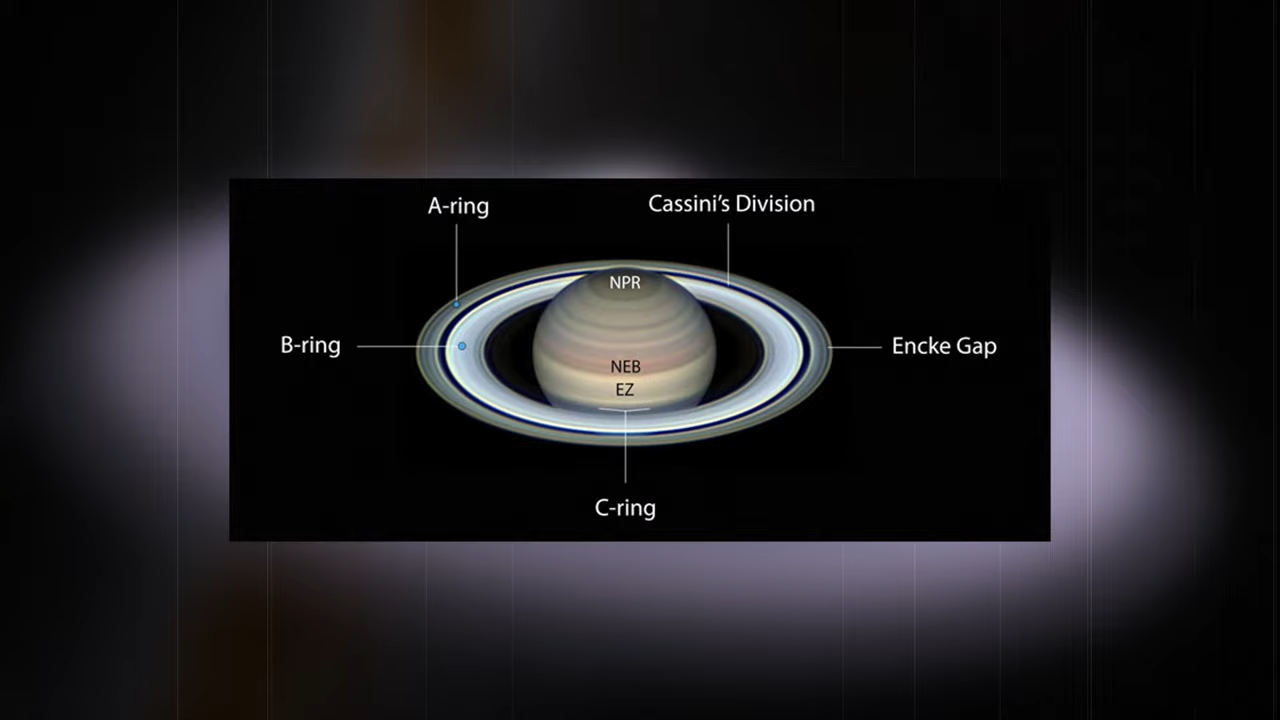 A-ring
Cassini's Division
NPR
B-ring
Encke Gap
NEB
EZ
C-ring